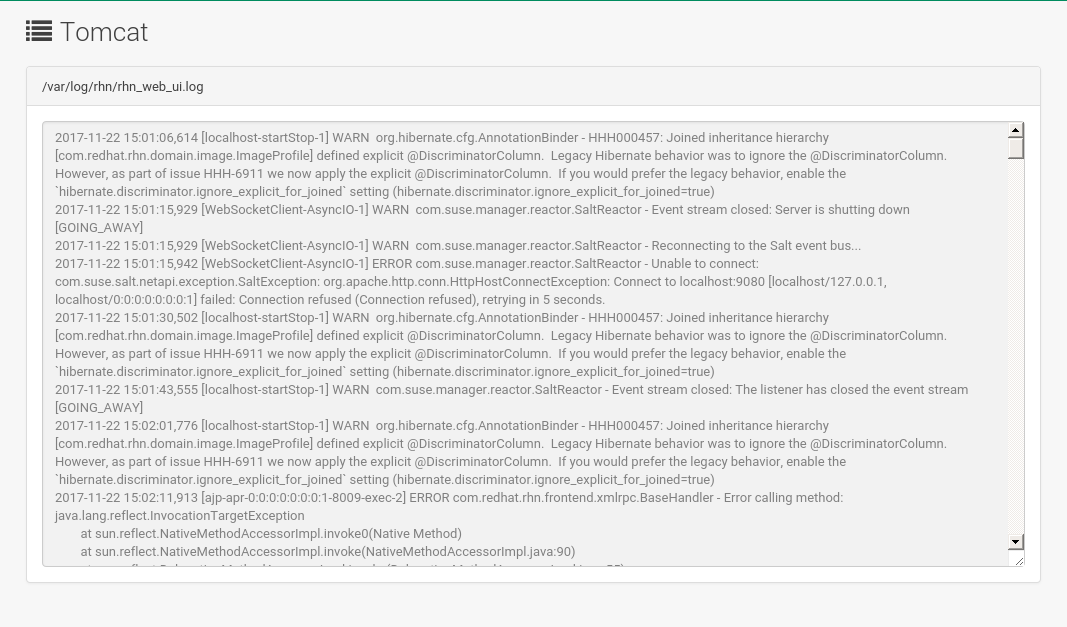 Tomcat
/var/log/rhn/rhn_web_ui.log
2017-11-22 15:01:06,614 [localhost-startStop-1] WARN  org.hibernate.cfg.AnnotationBinder - HHH000457: Joined inheritance hierarchy
[com.redhat.rhn.domain.image.ImageProfile] defined explicit @DiscriminatorColumn.  Legacy Hibernate behavior was to ignore the @DiscriminatorColumn.
However, as part of issue HHH-6911 we now apply the explicit @DiscriminatorColumn.  If you would prefer the legacy behavior, enable the
`hibernate.discriminator.ignore_explicit_for_joined` setting (hibernate.discriminator.ignore_explicit_for_joined=true)
2017-11-22 15:01:15,929 [WebSocketClient-AsyncIO-1] WARN  com.suse.manager.reactor.SaltReactor - Event stream closed: Server is shutting down
[GOING_AWAY]
2017-11-22 15:01:15,929 [WebSocketClient-AsyncIO-1] WARN  com.suse.manager.reactor.SaltReactor - Reconnecting to the Salt event bus...
2017-11-22 15:01:15,942 [WebSocketClient-AsyncIO-1] ERROR com.suse.manager.reactor.SaltReactor - Unable to connect:
com.suse.salt.netapi.exception.SaltException: org.apache.http.conn.HttpHostConnectException: Connect to localhost:9080 [localhost/127.0.0.1,
localhost/0:0:0:0:0:0:0:1] failed: Connection refused (Connection refused), retrying in 5 seconds.
2017-11-22 15:01:30,502 [localhost-startStop-1] WARN  org.hibernate.cfg.AnnotationBinder - HHH000457: Joined inheritance hierarchy
[com.redhat.rhn.domain.image.ImageProfile] defined explicit @DiscriminatorColumn.  Legacy Hibernate behavior was to ignore the @DiscriminatorColumn.
However, as part of issue HHH-6911 we now apply the explicit @DiscriminatorColumn.  If you would prefer the legacy behavior, enable the
`hibernate.discriminator.ignore_explicit_for_joined` setting (hibernate.discriminator.ignore_explicit_for_joined=true)
2017-11-22 15:01:43,555 [localhost-startStop-1] WARN  com.suse.manager.reactor.SaltReactor - Event stream closed: The listener has closed the event stream
[GOING_AWAY]
2017-11-22 15:02:01,776 [localhost-startStop-1] WARN  org.hibernate.cfg.AnnotationBinder - HHH000457: Joined inheritance hierarchy
[com.redhat.rhn.domain.image.ImageProfile] defined explicit @DiscriminatorColumn.  Legacy Hibernate behavior was to ignore the @DiscriminatorColumn.
However, as part of issue HHH-6911 we now apply the explicit @DiscriminatorColumn.  If you would prefer the legacy behavior, enable the
`hibernate.discriminator.ignore_explicit_for_joined` setting (hibernate.discriminator.ignore_explicit_for_joined=true)
2017-11-22 15:02:11,913 [ajp-apr-0:0:0:0:0:0:0:1-8009-exec-2] ERROR com.redhat.rhn.frontend.xmlrpc.BaseHandler - Error calling method:
java.lang.reflect.InvocationTargetException
at sun.reflect.NativeMethodAccessorImpl.invoke0(Native Method)
at sun.reflect.NativeMethodAccessorImpl.invoke(NativeMethodAccessorImpl.java:90)